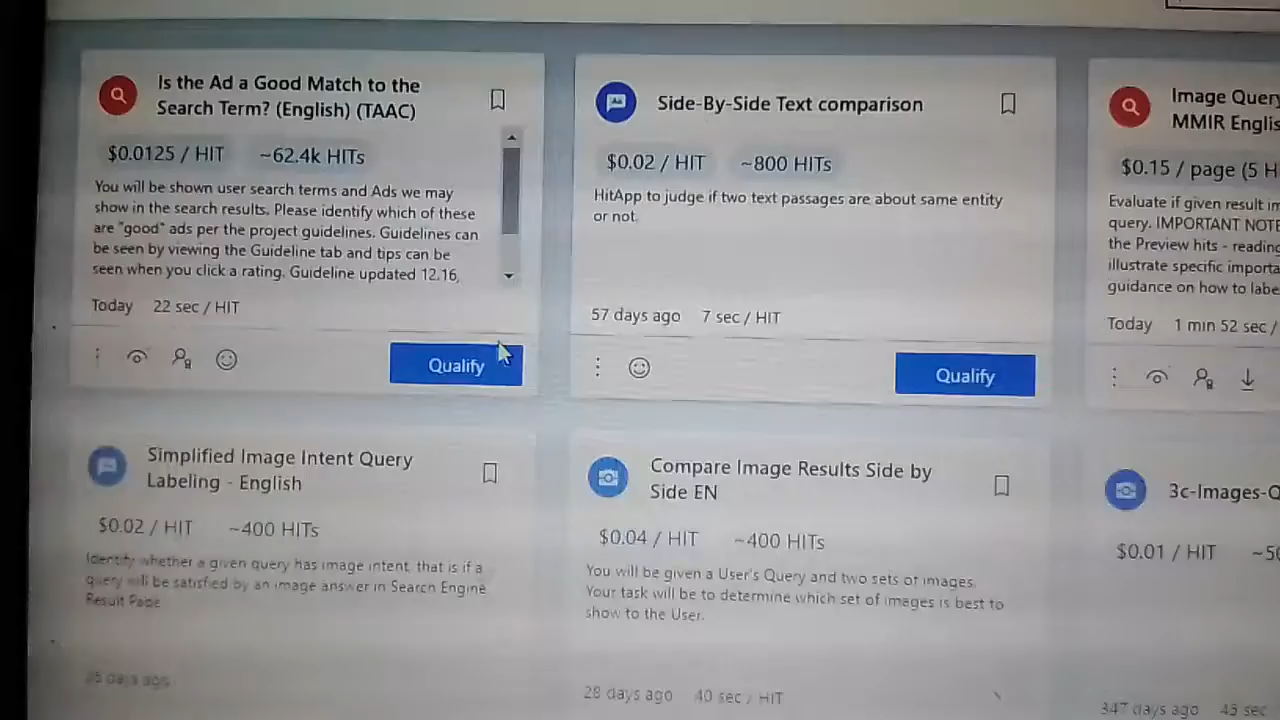 Is the Ad a Good Match to the
Search Term? (English) (TAAC)
$0.0125 / HIT ~62.4k HITs
You will be shown user search terms and Ads we may
show in the search results. Please identify which of these
are "good" ads per the project guidelines. Guidelines can
be seen by viewing the Guideline tab and tips can be
seen when you click a rating. Guideline updated 12.16,
Today 22 sec / HIT
Qualify
Side-By-Side Text comparison
$0.02 / HIT ~800 HITs
HitApp to judge if two text passages are about same entity
or not.
57 days ago 7 sec / HIT
Qualify
Image Query
MMIR Englis
$0.15 / page (5 H
Evaluate if given result im
query. IMPORTANT NOTE
the Preview hits - reading
illustrate specific importa
guidance on how to labe
Today 1 min 52 sec /
Simplified Image Intent Query
Labeling - English
$0.02 / HIT ~400 HITs
Identify whether a given query has image intent, that is if a
query will be satisfied by an image answer in Search Engine
Result Page
days ago
Compare Image Results Side by
Side EN
$0.04 / HIT ~400 HITs
You will be given a User's Query and two sets of images.
Your task will be to determine which set of images is best to
show to the User.
28 days ago 40 sec / HIT
3c-Images-Q
$0.01 / HIT ~50
347 days ago 45 sec